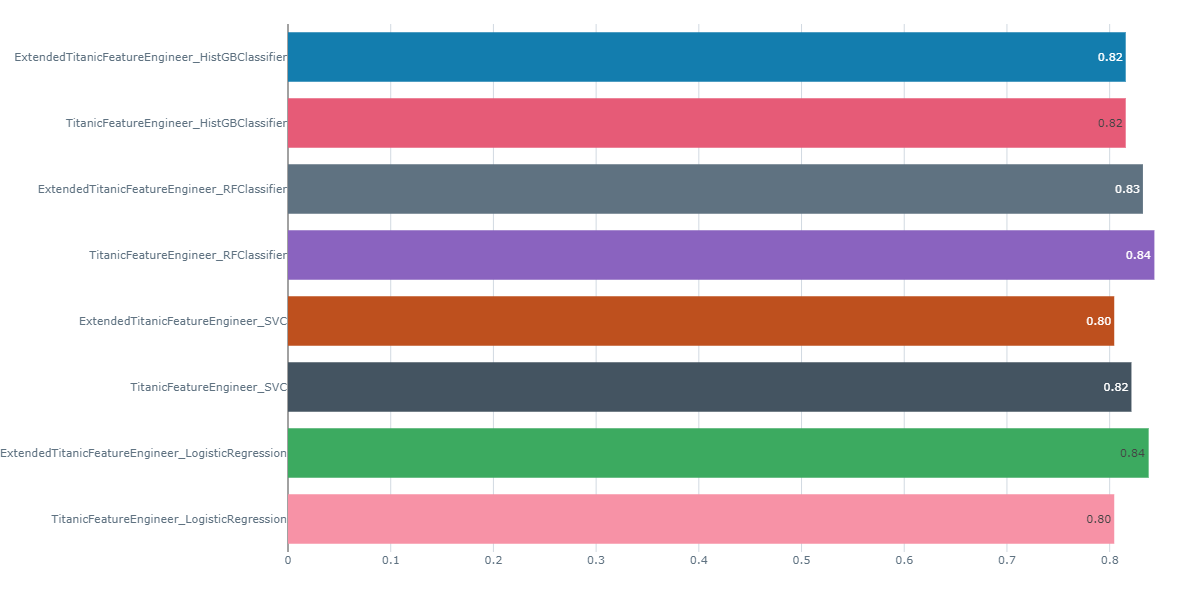 ExtendedTitanicFeatureEngineer_HistGBClassifier 0.82
TitanicFeatureEngineer_HistGBClassifier 0.82
ExtendedTitanicFeatureEngineer_RFClassifier 0.83
TitanicFeatureEngineer_RFClassifier 0.84
ExtendedTitanicFeatureEngineer_SVC 0.80
TitanicFeatureEngineer_SVC 0.82
ExtendedTitanicFeatureEngineer_LogisticRegression 0.84
TitanicFeatureEngineer_LogisticRegression 0.80
0 0.1 0.2 0.3 0.4 0.5 0.6 0.7 0.8